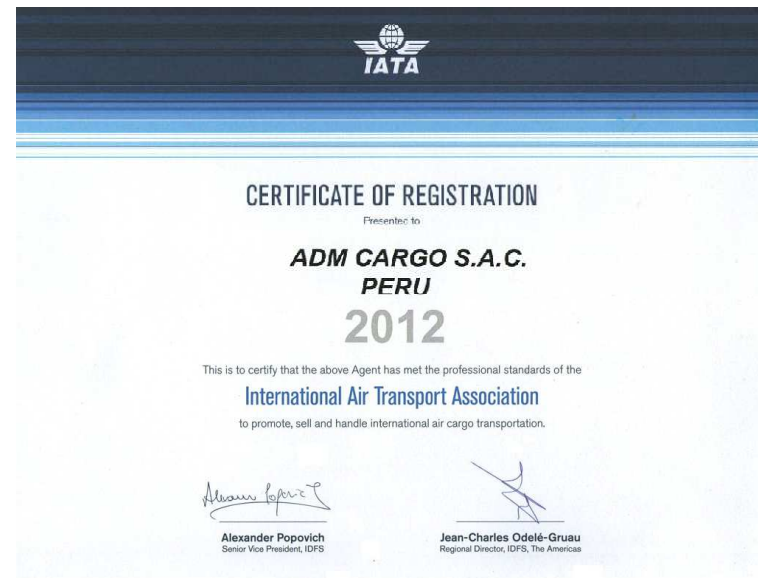 IATA
CERTIFICATE OF REGISTRATION
Presented to
ADM CARGO S.A.C.
PERU
2012
This is to certify that the above Agent has met the professional standards of the
International Air Transport Association
to promote, sell and handle international air cargo transportation.
Alexander Popovich
Senior Vice President, IDFS
Jean-Charles Odelé-Gruau
Regional Director, IDFS, The Americas